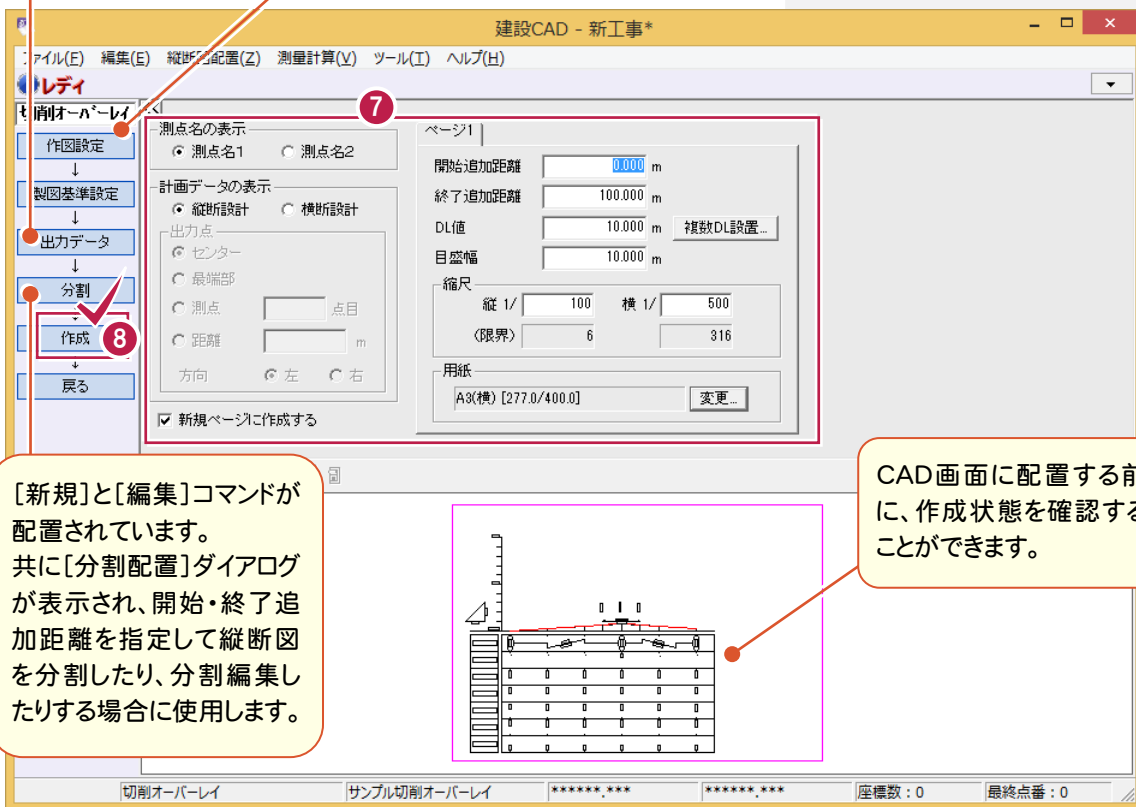 建設CAD - 新工事*
ファイル(F) 編集(E) 縦断図配置(Z) 測量計算(V) ツール(T) ヘルプ(H)
レディ
切削オーバーレイ
作図設定
↓
製図基準設定
↓
出力データ
↓
分割
↓
作成
8
↓
戻る
<<
7
測点名の表示
測点名1 測点名2
計画データの表示
縦断設計 横断設計
出力点
センター
最端部
測点 点目
距離 m
方向 左 右
新規ページに作成する
ページ1
開始追加距離 0.000 m
終了追加距離 100.000 m
DL値 10.000 m 複数DL設置...
目盛幅 10.000 m
縮尺
縦 1/ 100 横 1/ 500
(限界) 6 316
用紙
A3(横) [277.0/400.0] 変更...
[新規]と[編集]コマンドが
配置されています。
共に[分割配置]ダイアログ
が表示され、開始・終了追
加距離を指定して縦断図
を分割したり、分割編集し
たりする場合に使用します。
CAD画面に配置する前
に、作成状態を確認する
ことができます。
切削オーバーレイ サンプル切削オーバーレイ ******.*** ******.*** 座標数:0 最終点番:0